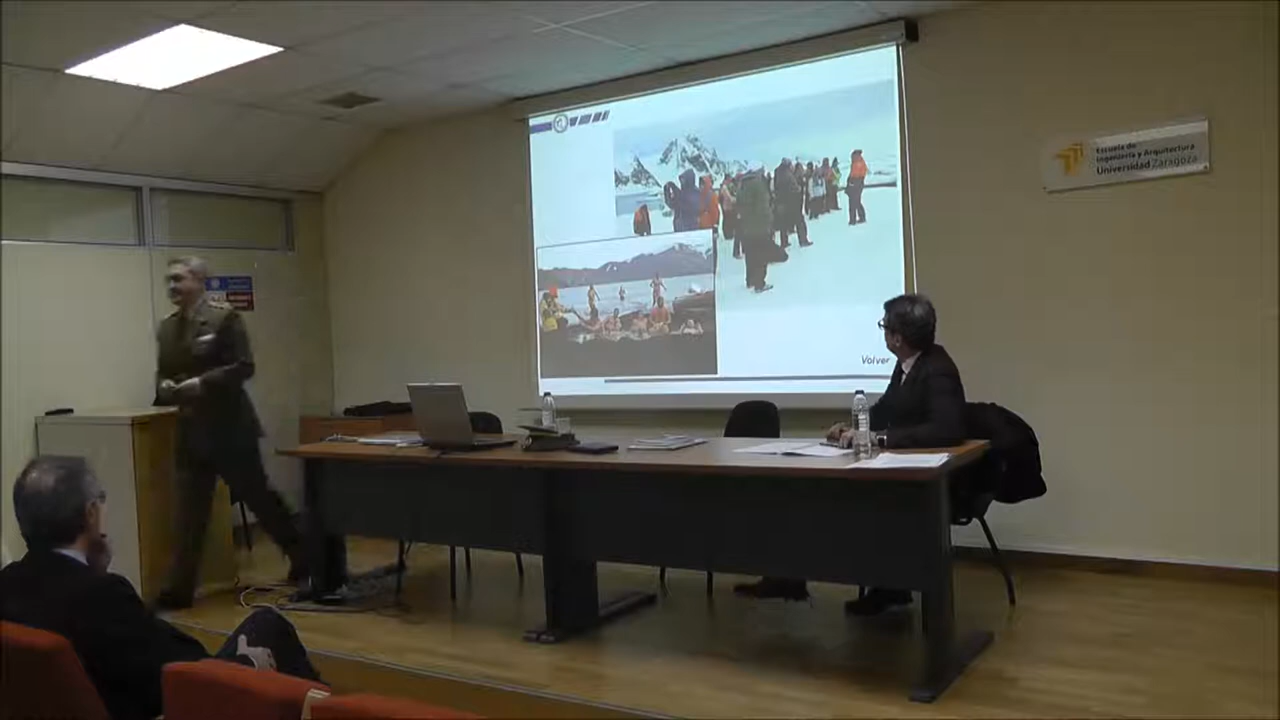 Escuela de
Ingeniería y Arquitectura
Universidad Zaragoza
Volver